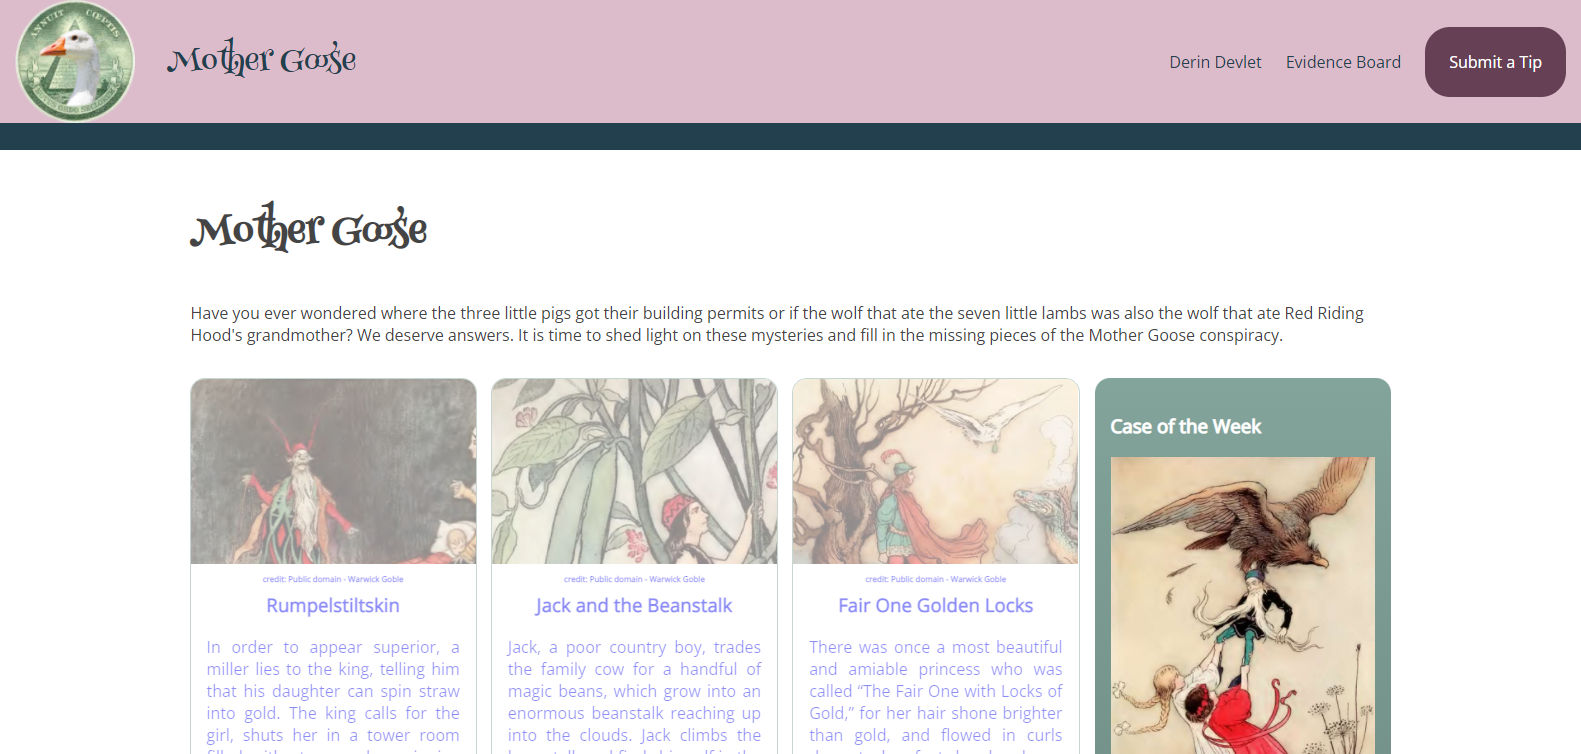 ANNUIT CŒPTIS
Mother Goose
Derin Devlet
Evidence Board
Submit a Tip
Mother Goose
Have you ever wondered where the three little pigs got their building permits or if the wolf that ate the seven little lambs was also the wolf that ate Red Riding
Hood's grandmother? We deserve answers. It is time to shed light on these mysteries and fill in the missing pieces of the Mother Goose conspiracy.
credit: Public domain - Warwick Goble
Rumpelstiltskin
In order to appear superior, a
miller lies to the king, telling him
that his daughter can spin straw
into gold. The king calls for the
girl, shuts her in a tower room
credit: Public domain - Warwick Goble
Jack and the Beanstalk
Jack, a poor country boy, trades
the family cow for a handful of
magic beans, which grow into an
enormous beanstalk reaching up
into the clouds. Jack climbs the
credit: Public domain - Warwick Goble
Fair One Golden Locks
There was once a most beautiful
and amiable princess who was
called “The Fair One with Locks of
Gold,” for her hair shone brighter
than gold, and flowed in curls
Case of the Week